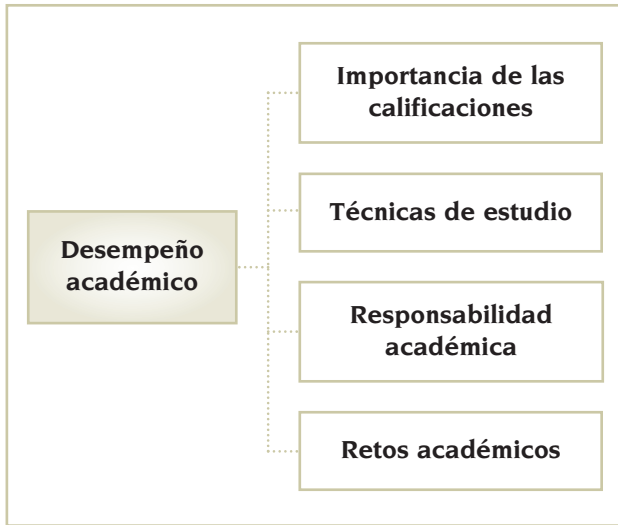 Importancia de las
calificaciones
Técnicas de estudio
Desempeño
académico
Responsabilidad
académica
Retos académicos